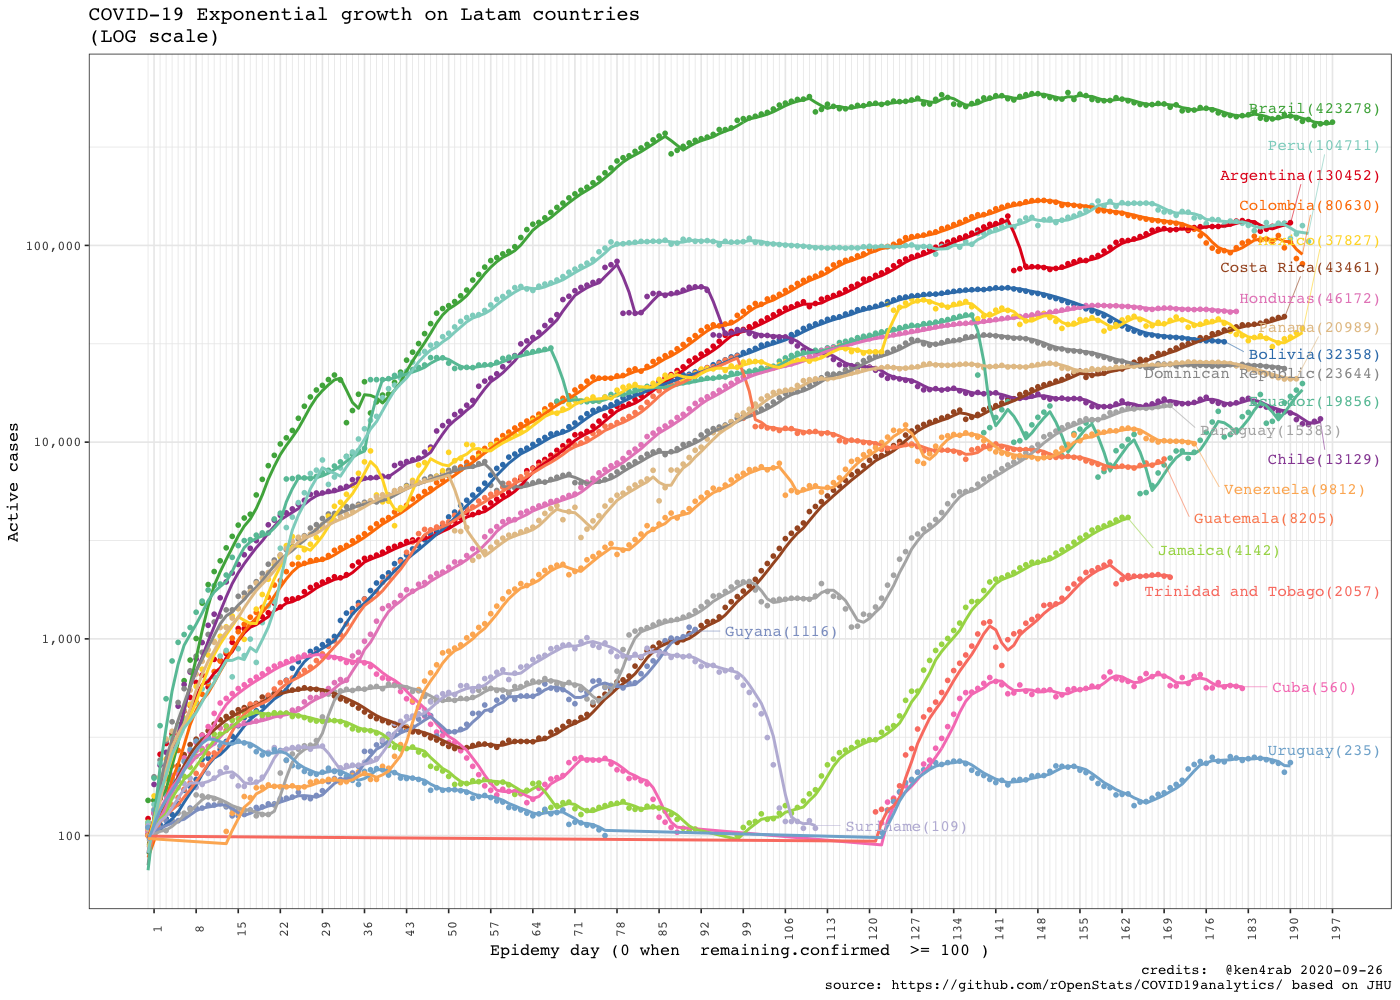 COVID-19 Exponential growth on Latam countries
(LOG scale)
Active cases
100,000
10,000
1,000
100
Brazil(423278)
Peru(104711)
Argentina(130452)
Colombia(80630)
Mexico(37827)
Costa Rica(43461)
Honduras(46172)
Panama(20989)
Bolivia(32358)
Dominican Republic(23644)
Ecuador(19856)
Paraguay(15383)
Chile(13129)
Venezuela(9812)
Guatemala(8205)
Jamaica(4142)
Trinidad and Tobago(2057)
Guyana(1116)
Cuba(560)
Uruguay(235)
Suriname(109)
1 8 15 22 29 36 43 50 57 64 71 78 85 92 99 106 113 120 127 134 141 148 155 162 169 176 183 190 197
Epidemy day (0 when  remaining.confirmed  >= 100 )
credits:  @ken4rab 2020-09-26
source: https://github.com/rOpenStats/COVID19analytics/ based on JHU